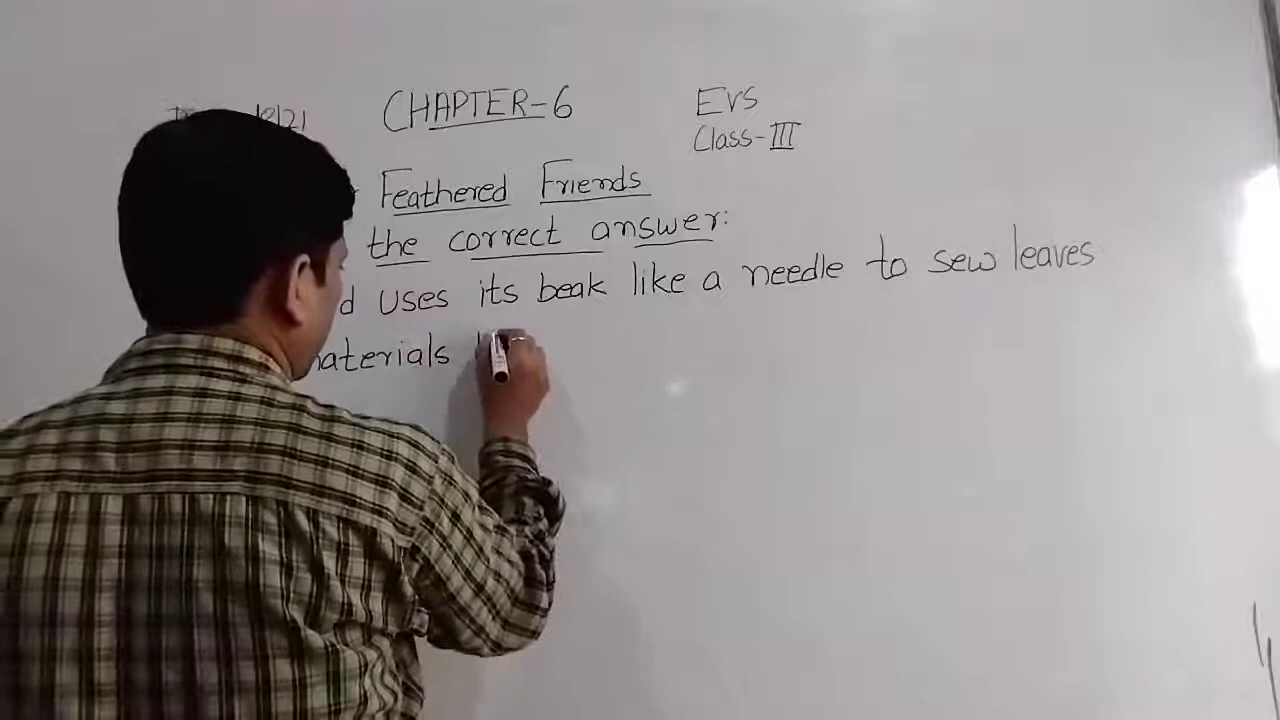 CHAPTER-6
EVS
Class-III
Feathered Friends
the correct answer:
uses its beak like a needle to sew leaves
materials